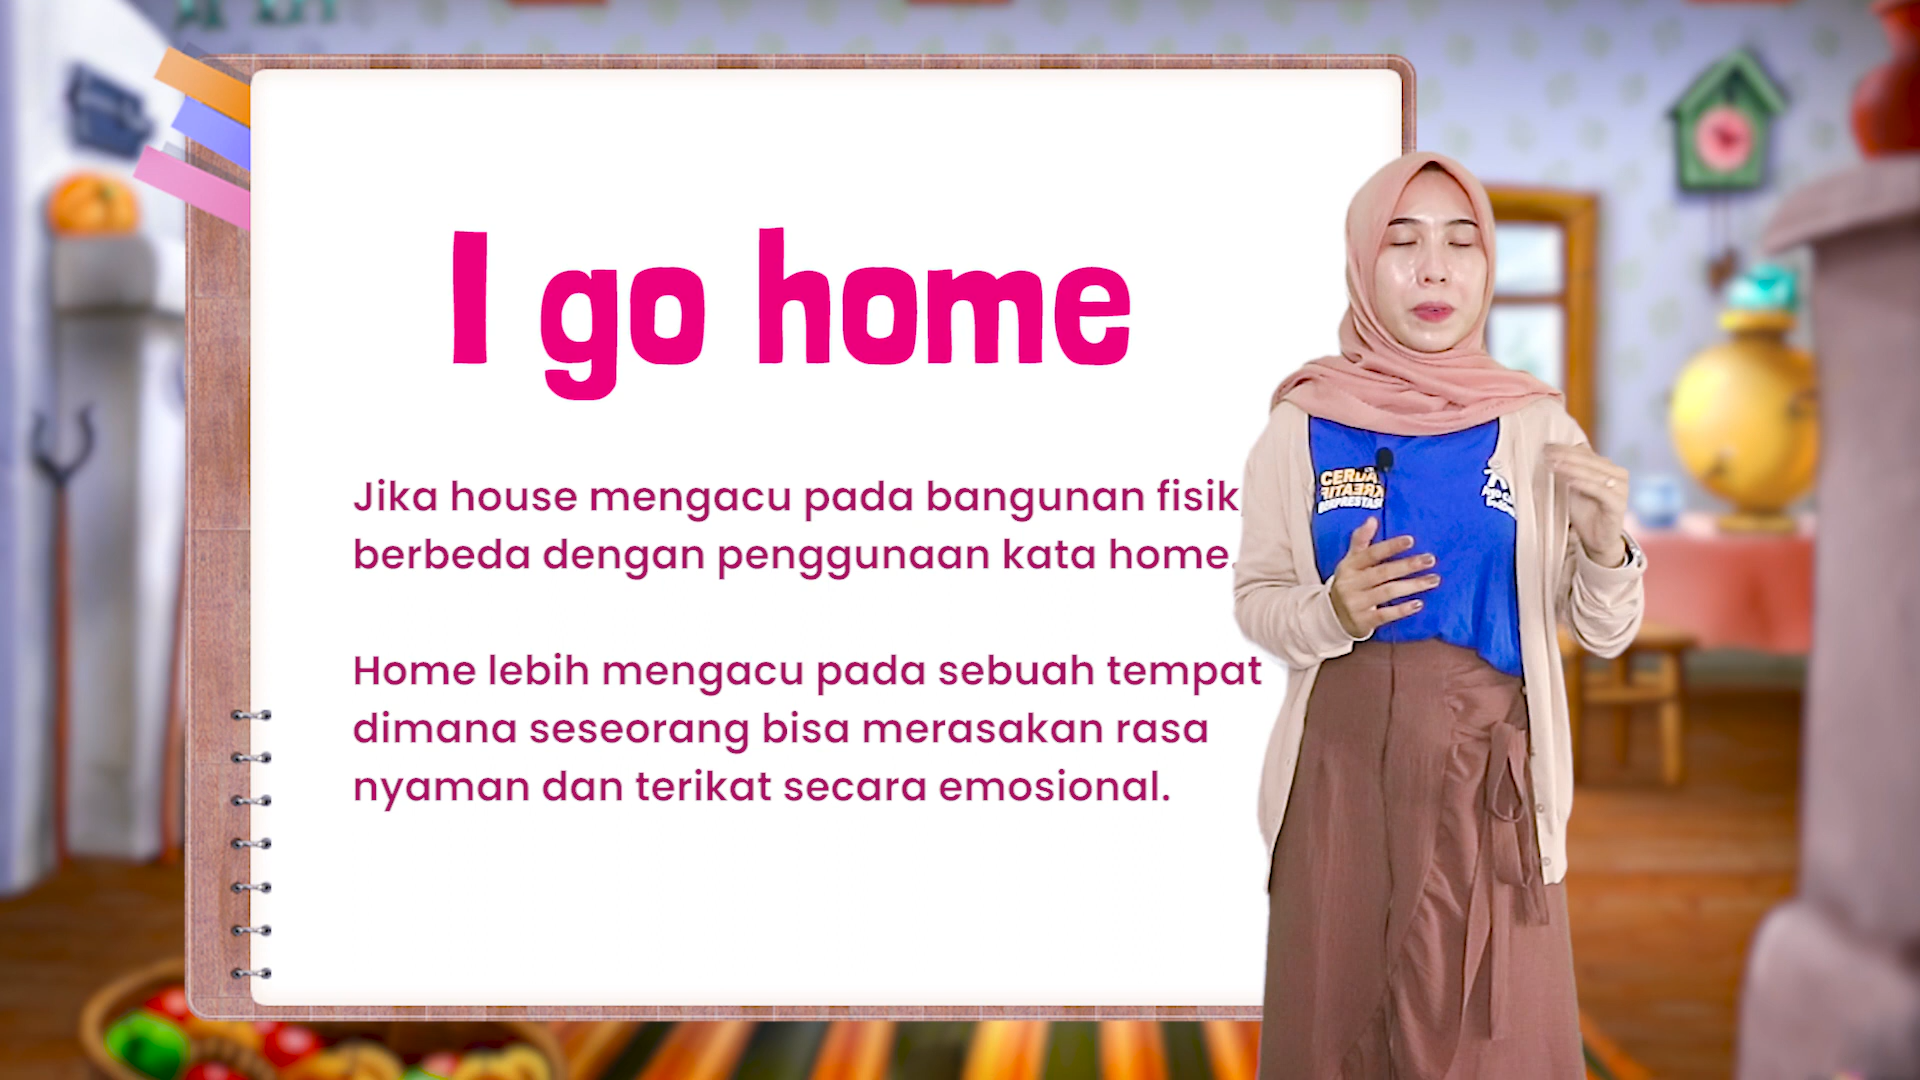 I go home
Jika house mengacu pada bangunan fisik,
berbeda dengan penggunaan kata home.
Home lebih mengacu pada sebuah tempat
dimana seseorang bisa merasakan rasa
nyaman dan terikat secara emosional.